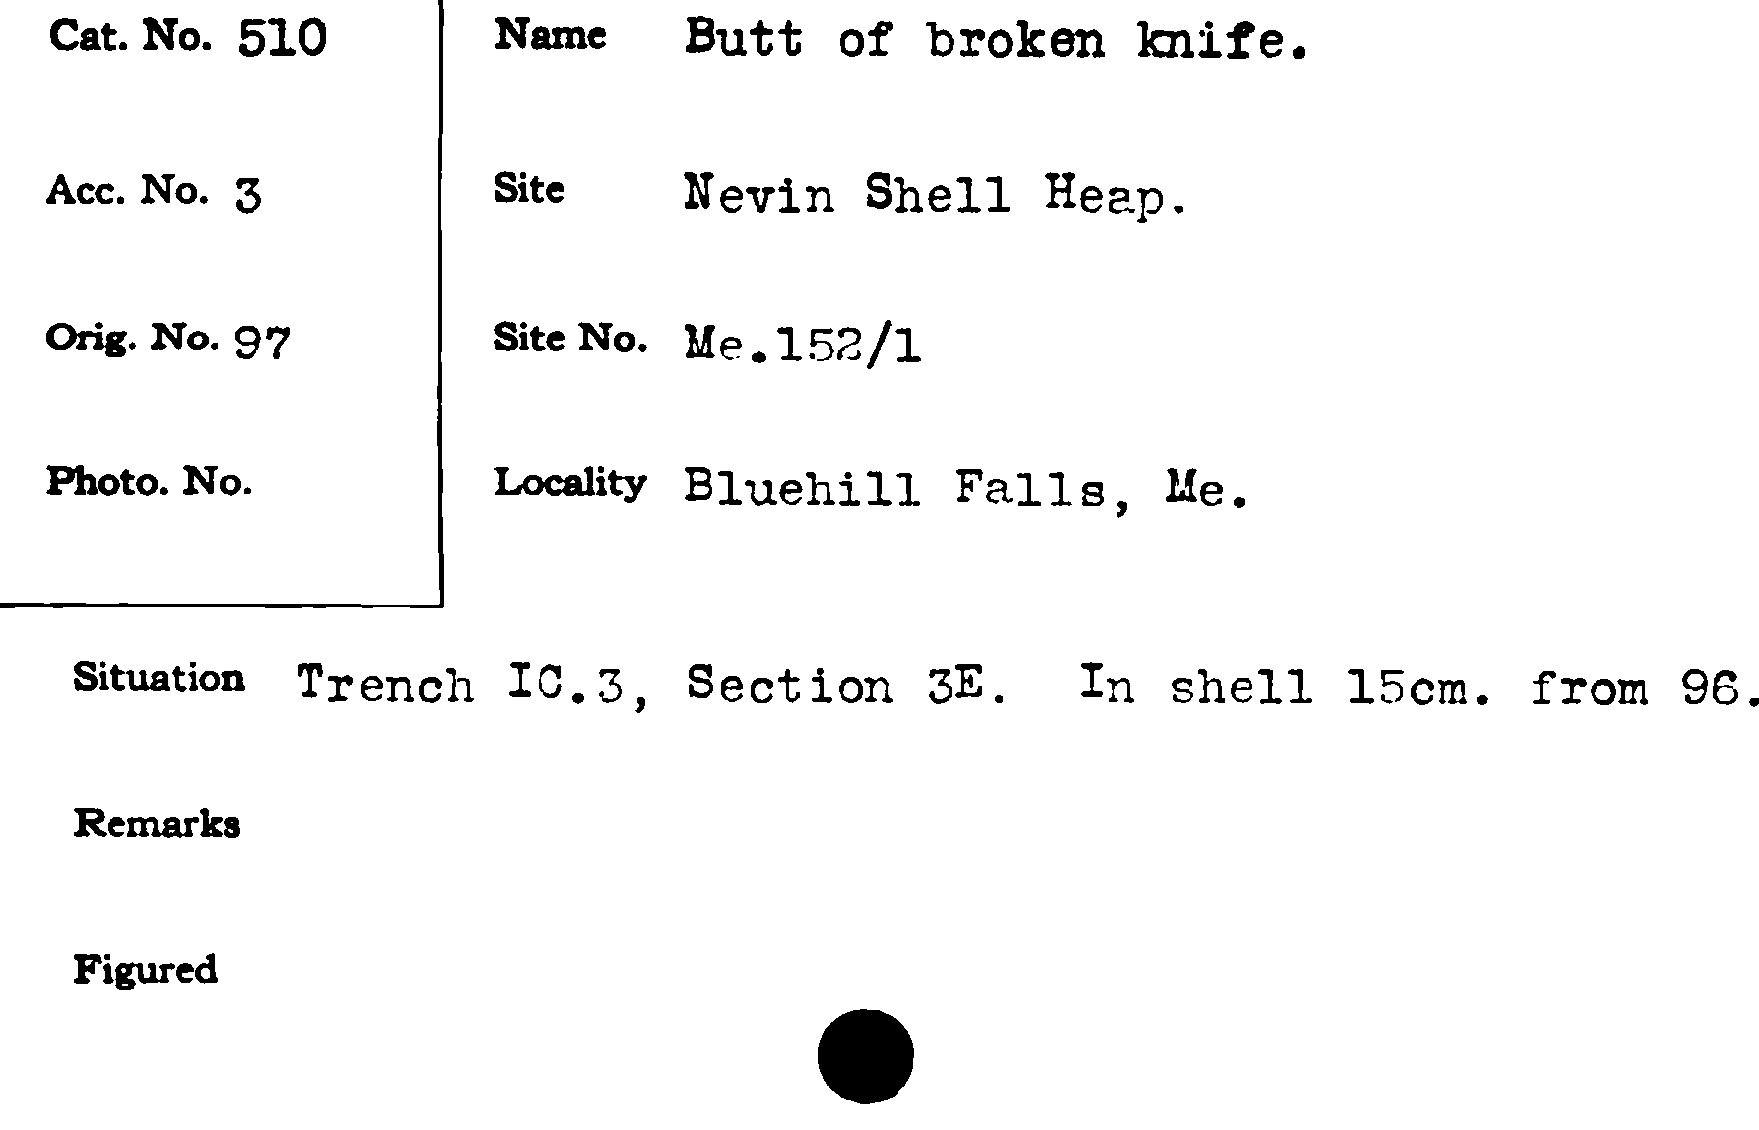 Cat. No. 510
Acc. No. 3
Orig. No. 97
Photo. No.
Name Butt of broken knife.
Site Nevin Shell Heap.
Site No. Me.152/1
Locality Bluehill Falls, Me.
Situation Trench IC.3, Section 3E. In shell 15cm. from 96.
Remarks
Figured